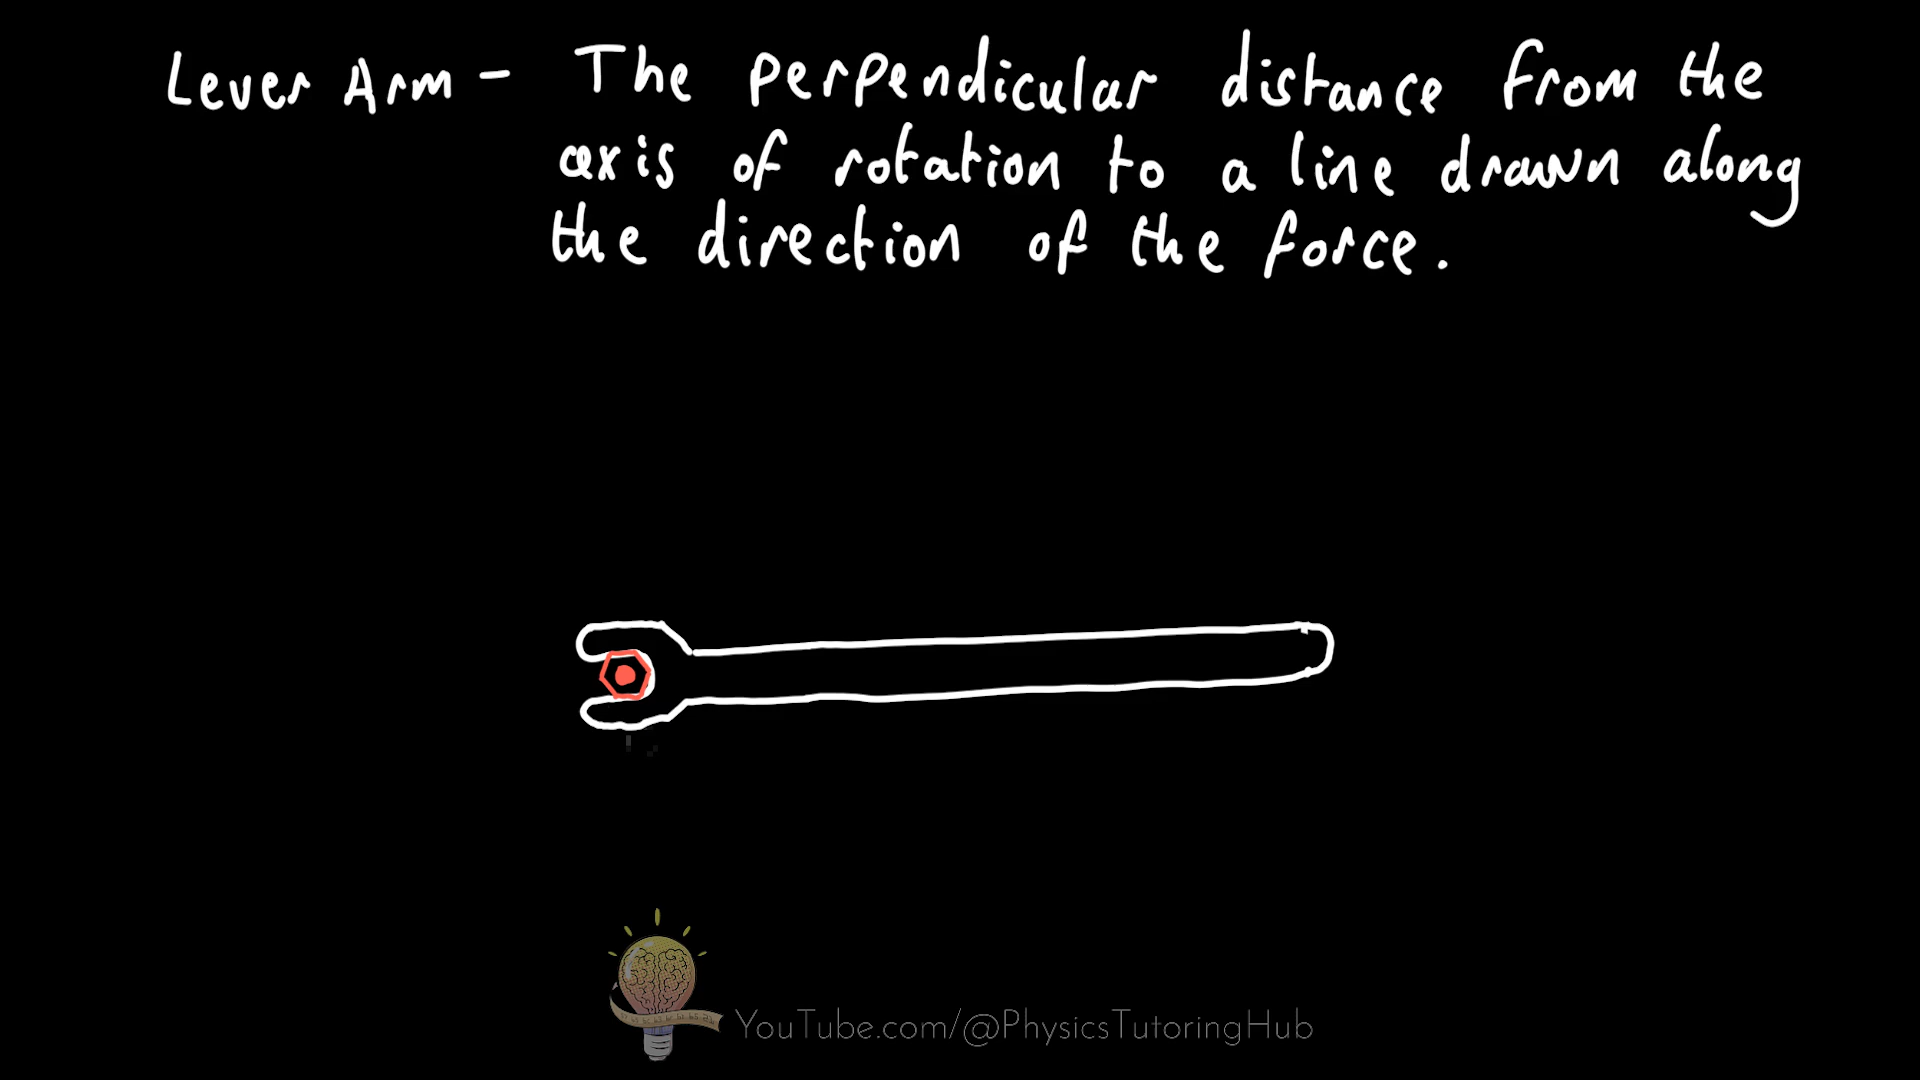 Lever Arm - The perpendicular distance from the
axis of rotation to a line drawn along
the direction of the force.
YouTube.com/@PhysicsTutoringHub